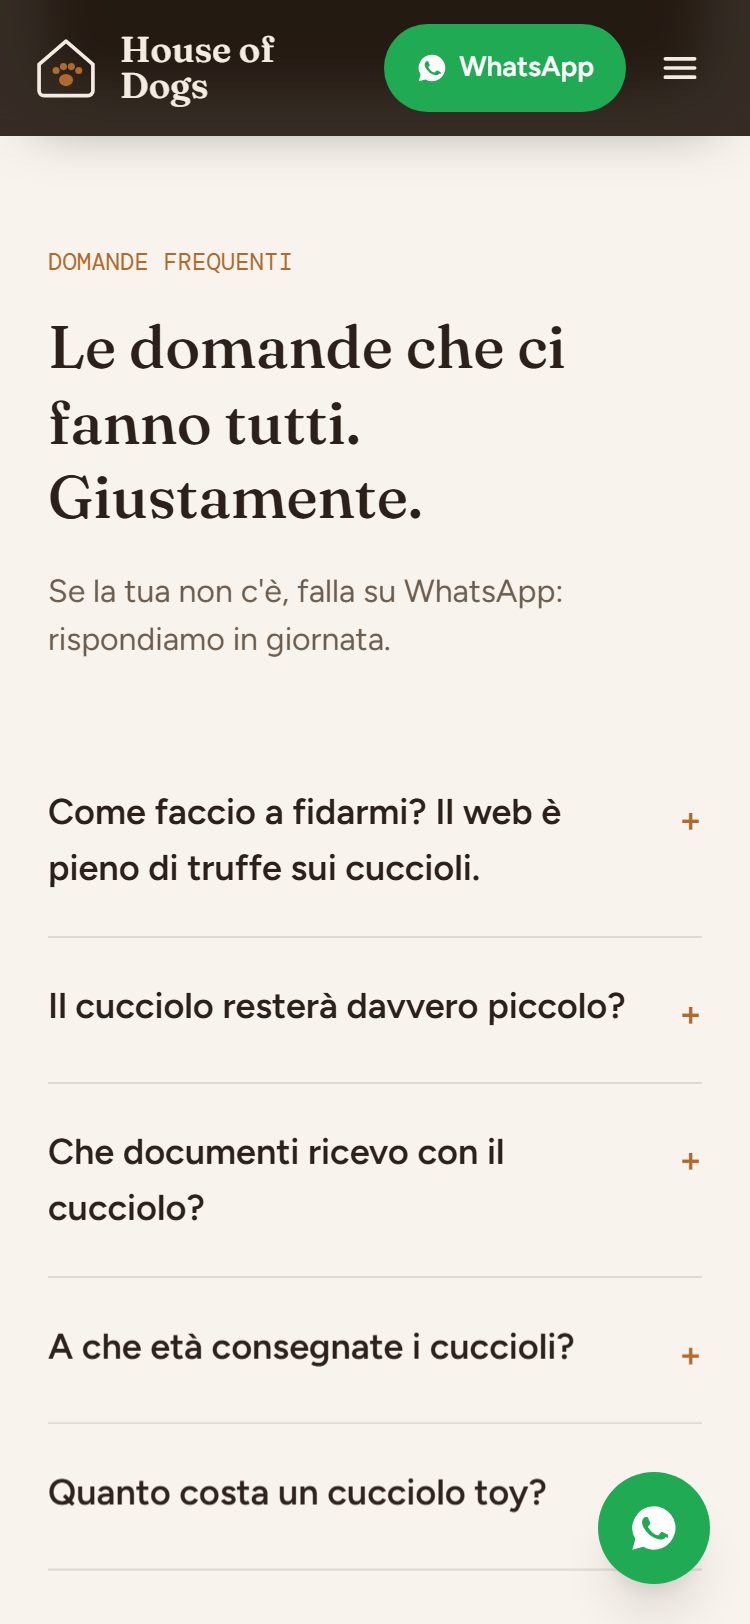 House of
Dogs
WhatsApp
DOMANDE FREQUENTI
Le domande che ci
fanno tutti.
Giustamente.
Se la tua non c'è, falla su WhatsApp:
rispondiamo in giornata.
Come faccio a fidarmi? Il web è
pieno di truffe sui cuccioli.
+
Il cucciolo resterà davvero piccolo?
+
Che documenti ricevo con il
cucciolo?
+
A che età consegnate i cuccioli?
+
Quanto costa un cucciolo toy?